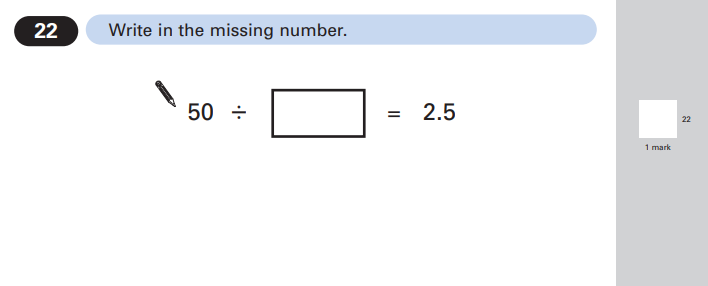 22 Write in the missing number.
50 ÷ = 2.5
22
1 mark